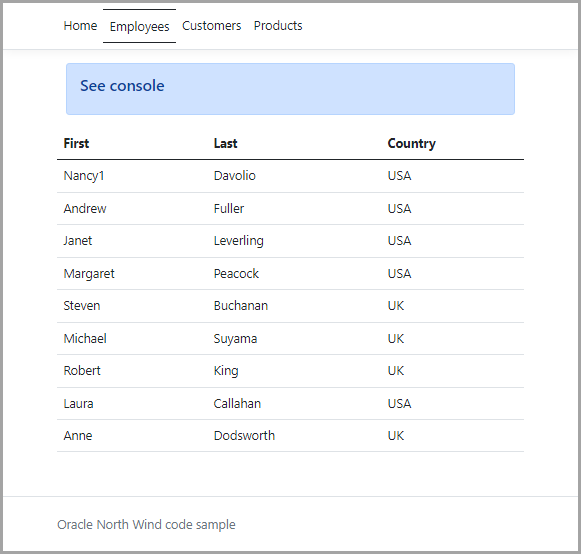 Home Employees Customers Products
See console
First Last Country
Nancy1 Davolio USA
Andrew Fuller USA
Janet Leverling USA
Margaret Peacock USA
Steven Buchanan UK
Michael Suyama UK
Robert King UK
Laura Callahan USA
Anne Dodsworth UK
Oracle North Wind code sample